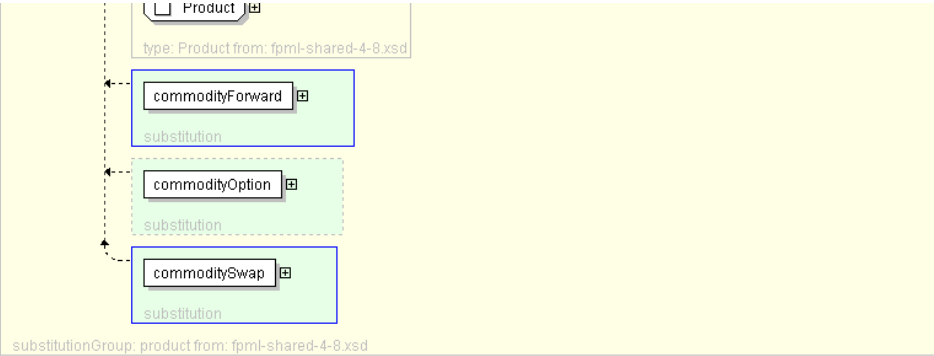 Product
type: Product from: fpml-shared-4-8.xsd
commodityForward
substitution
commodityOption
substitution
commoditySwap
substitution
substitutionGroup: product from: fpml-shared-4-8.xsd